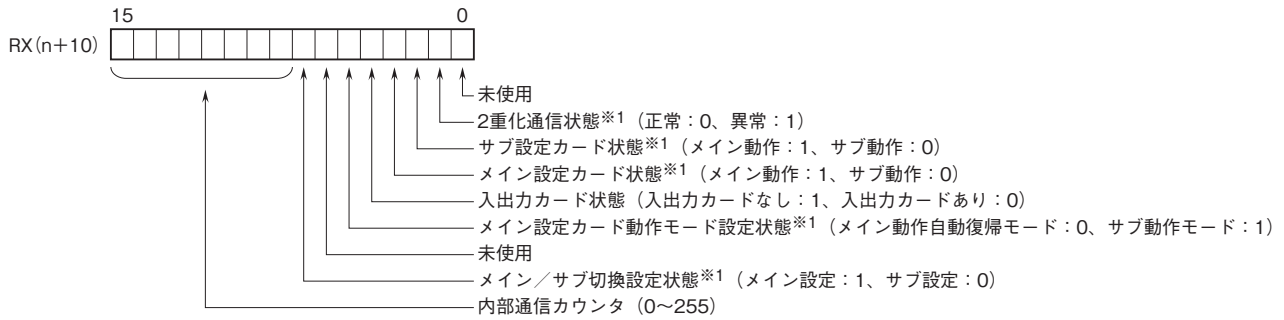 15 0
RX(n+10)
未使用
2重化通信状態※1（正常：0、異常：1）
サブ設定カード状態※1（メイン動作：1、サブ動作：0）
メイン設定カード状態※1（メイン動作：1、サブ動作：0）
入出力カード状態（入出力カードなし：1、入出力カードあり：0）
メイン設定カード動作モード設定状態※1（メイン動作自動復帰モード：0、サブ動作モード：1）
未使用
メイン／サブ切換設定状態※1（メイン設定：1、サブ設定：0）
内部通信カウンタ（0～255）